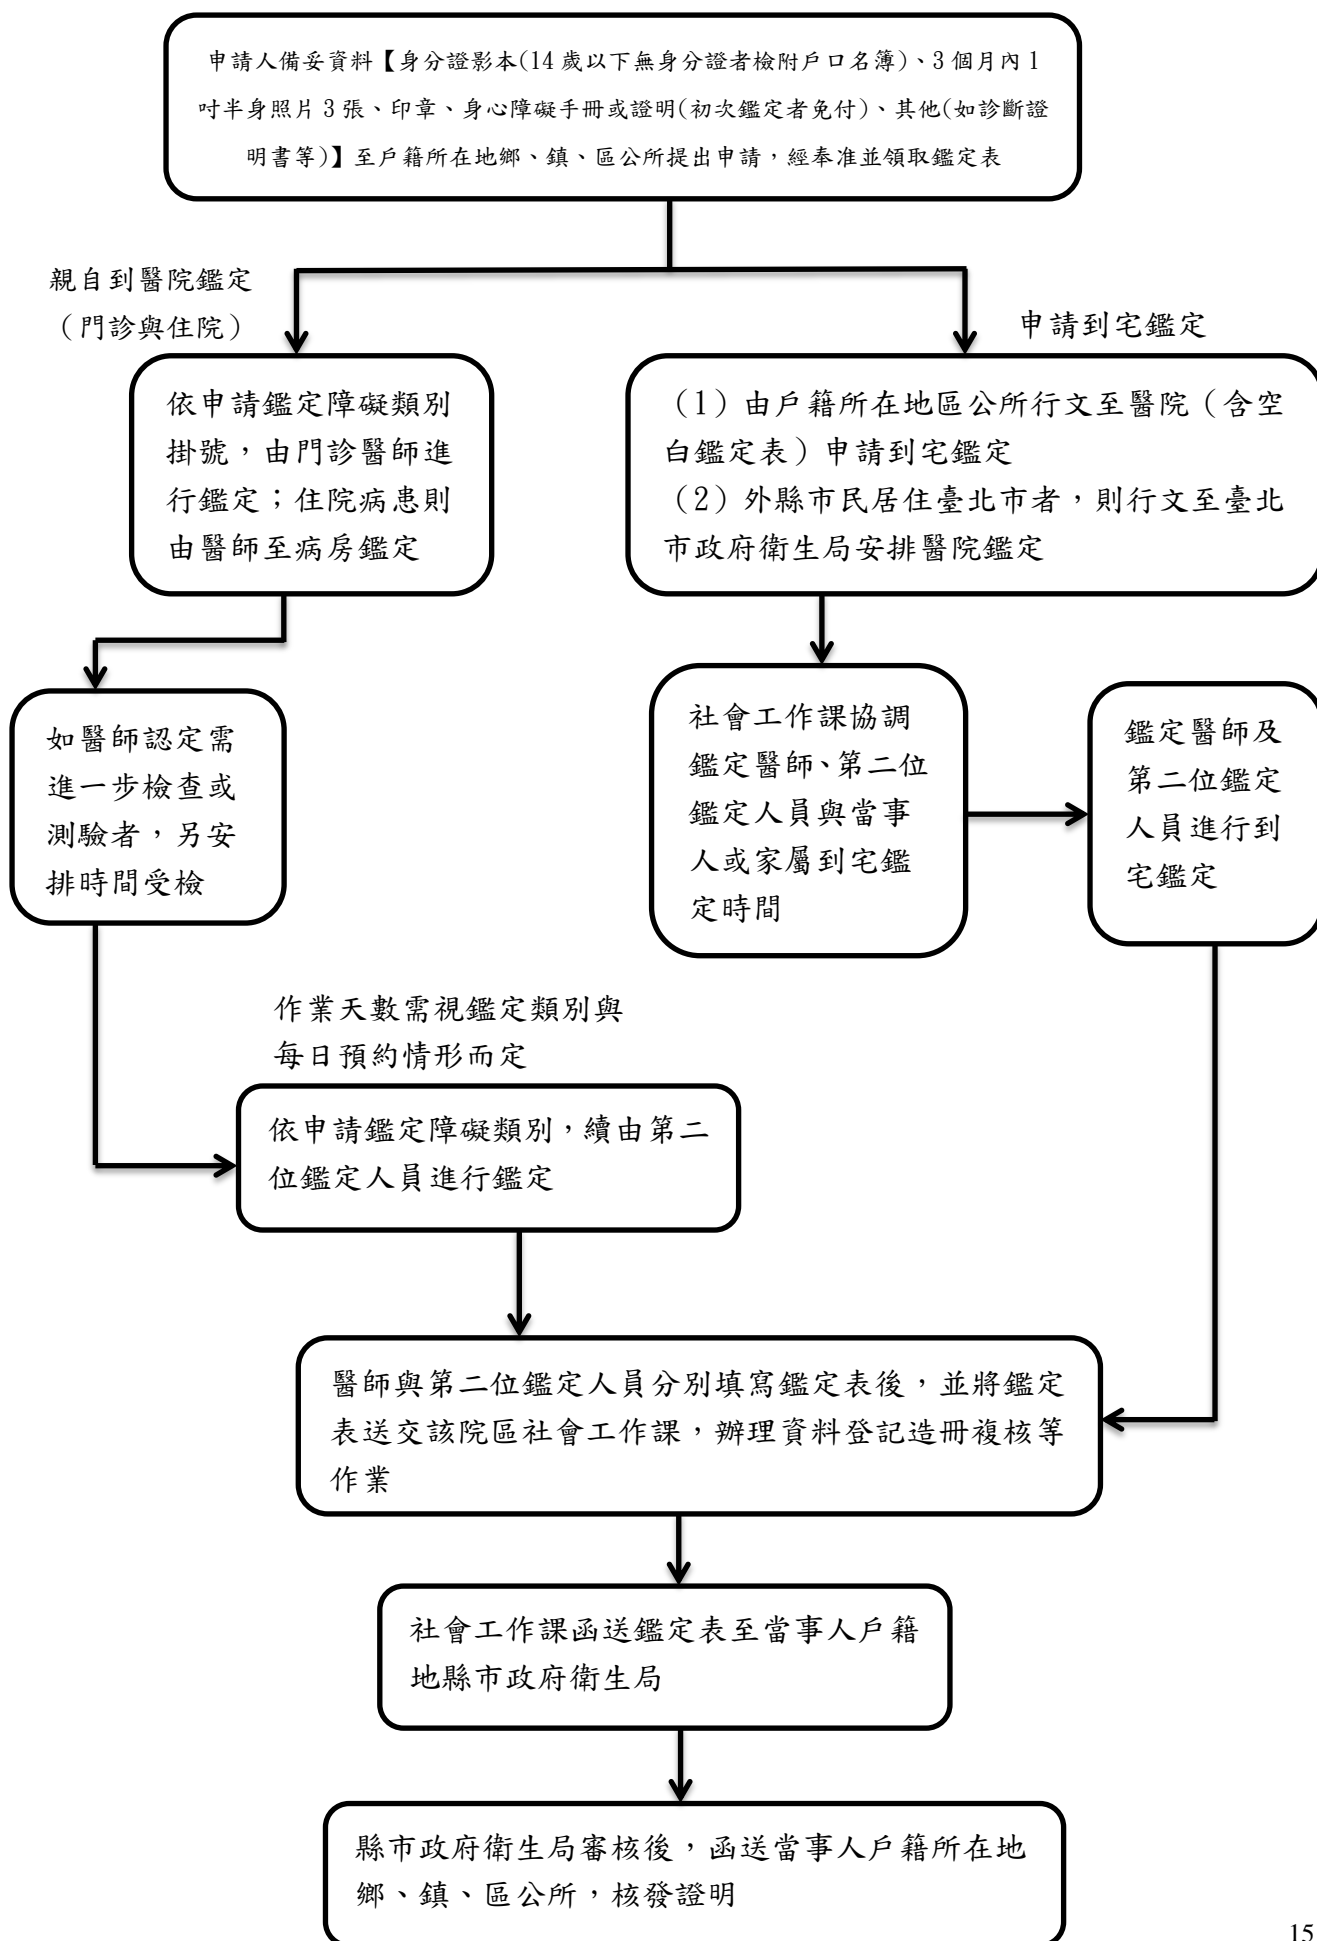 申請人備妥資料【身分證影本(14 歲以下無身分證者檢附戶口名簿)、3 個月內 1
吋半身照片 3 張、印章、身心障礙手冊或證明(初次鑑定者免付)、其他(如診斷證
明書等)】至戶籍所在地鄉、鎮、區公所提出申請，經奉准並領取鑑定表
親自到醫院鑑定
（門診與住院）
申請到宅鑑定
依申請鑑定障礙類別
掛號，由門診醫師進
行鑑定；住院病患則
由醫師至病房鑑定
（1）由戶籍所在地區公所行文至醫院（含空
白鑑定表）申請到宅鑑定
（2）外縣市民居住臺北市者，則行文至臺北
市政府衛生局安排醫院鑑定
如醫師認定需
進一步檢查或
測驗者，另安
排時間受檢
社會工作課協調
鑑定醫師、第二位
鑑定人員與當事
人或家屬到宅鑑
定時間
鑑定醫師及
第二位鑑定
人員進行到
宅鑑定
作業天數需視鑑定類別與
每日預約情形而定
依申請鑑定障礙類別，續由第二
位鑑定人員進行鑑定
醫師與第二位鑑定人員分別填寫鑑定表後，並將鑑定
表送交該院區社會工作課，辦理資料登記造冊複核等
作業
社會工作課函送鑑定表至當事人戶籍
地縣市政府衛生局
縣市政府衛生局審核後，函送當事人戶籍所在地
鄉、鎮、區公所，核發證明
15